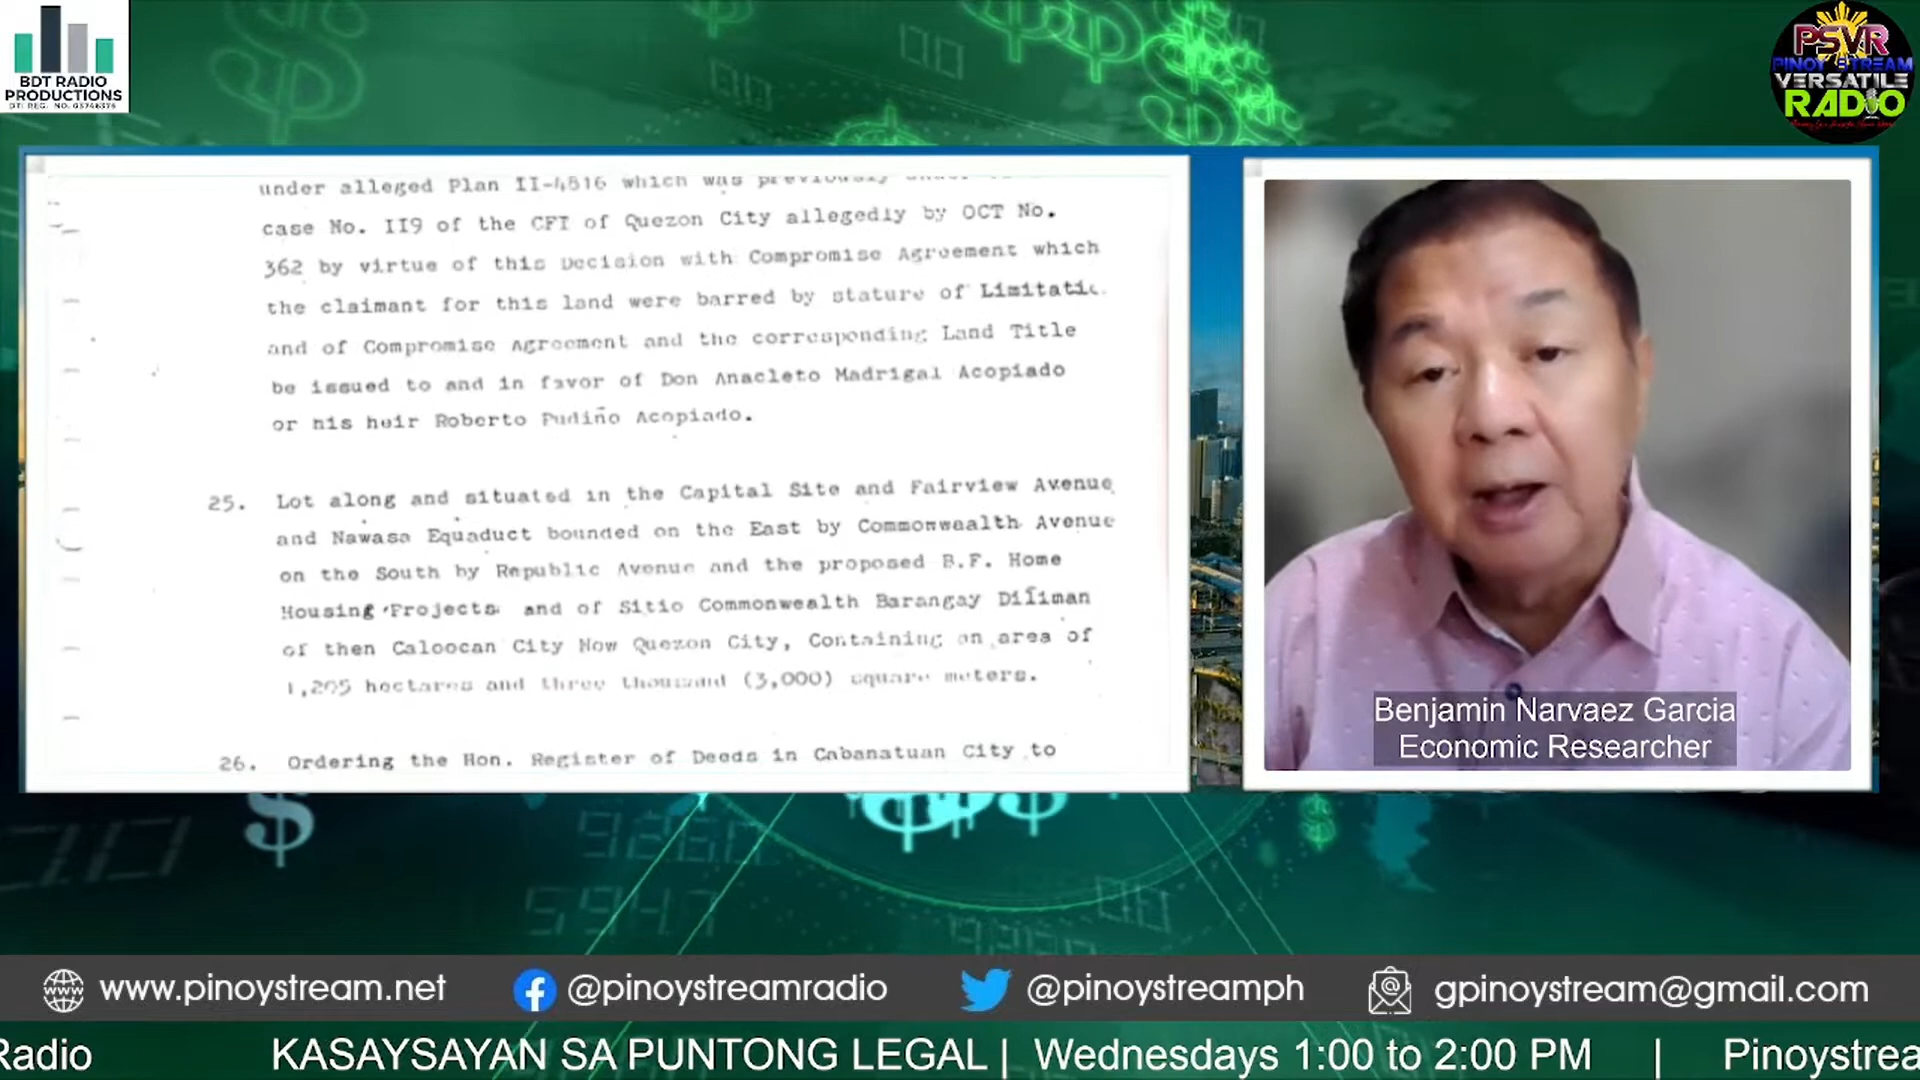 BDT RADIO
PRODUCTIONS
DTI REG. NO. 03748376
PSVR
PINOY STREAM
VERSATILE
RADIO
under alleged Plan II-4816 which was previously
case No. II9 of the CFI of Quezon City allegedly by OCT No.
362 by virtue of this Decision with Compromise Agreement which
the claimant for this land were barred by stature of Limitatic
and of Compromise Agreement and the corresponding Land Title
be issued to and in favor of Don Anacleto Madrigal Acopiado
or his heir Roberto Pudiño Acopiado.
25. Lot along and situated in the Capital Site and Fairview Avenue
and Nawasa Equaduct bounded on the East by Commonwealth Avenue
on the South by Republic Avenue and the proposed B.F. Home
Housing Projects and of Sitio Commonwealth Barangay Diliman
of then Caloocan City Now Quezon City, Containing an area of
1,205 hectares and three thousand (3,000) square meters.
26. Ordering the Hon. Register of Deeds in Cabanatuan City to
Benjamin Narvaez Garcia
Economic Researcher
www.pinoystream.net @pinoystreamradio @pinoystreamph gpinoystream@gmail.com
Radio KASAYSAYAN SA PUNTONG LEGAL | Wednesdays 1:00 to 2:00 PM | Pinoystrea